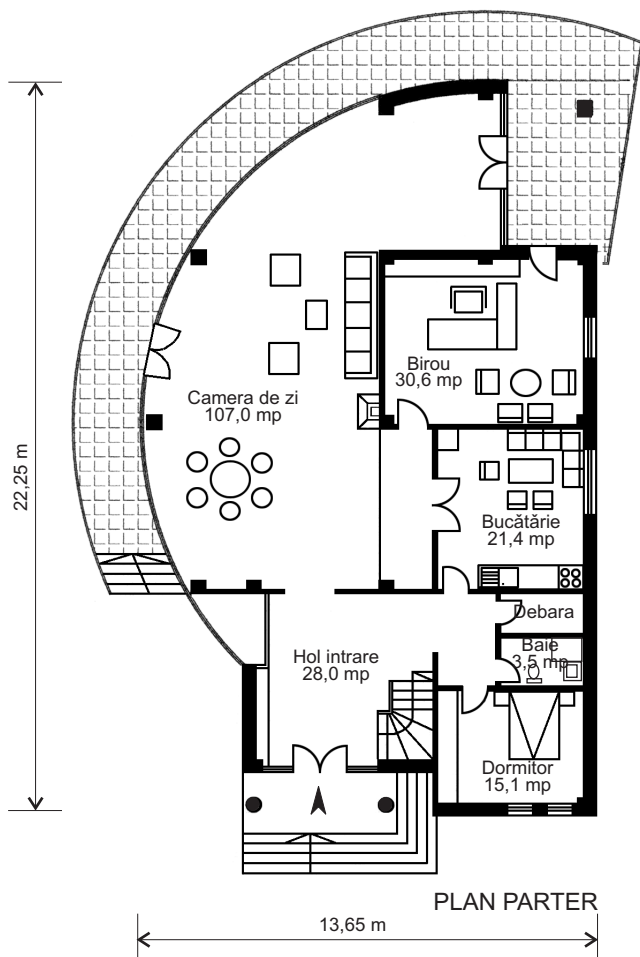 Birou
30,6 mp
Camera de zi
107,0 mp
22,25 m
Bucătărie
21,4 mp
Debara
Baie
3,5 mp
Hol intrare
28,0 mp
Dormitor
15,1 mp
PLAN PARTER
13,65 m